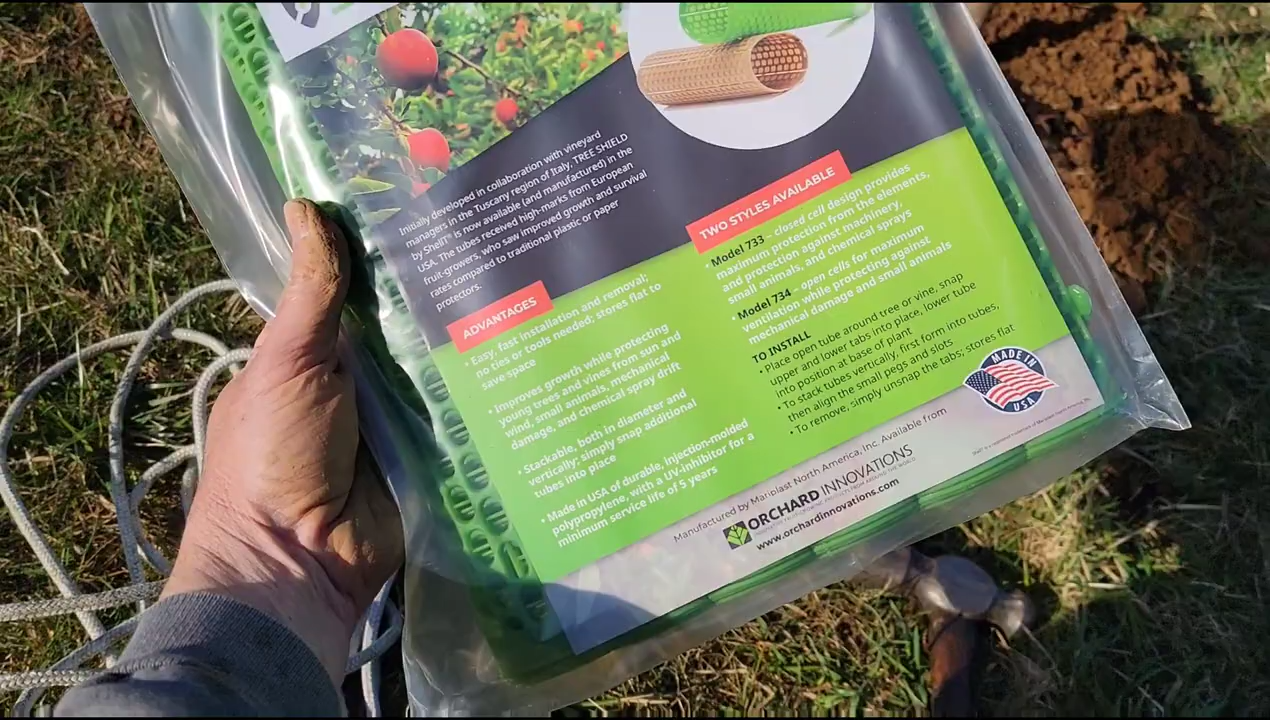 Initially developed in collaboration with vineyard
managers in the Tuscany region of Italy, TREE SHIELD
by Shelit® is now available (and manufactured) in the
USA. The tubes received high-marks from European
fruit-growers, who saw improved growth and survival
rates compared to traditional plastic or paper
protectors.
ADVANTAGES
• Easy, fast installation and removal;
no ties or tools needed; stores flat to
save space
• Improves growth while protecting
young trees and vines from sun and
wind, small animals, mechanical
damage, and chemical spray drift
• Stackable, both in diameter and
vertically; simply snap additional
tubes into place
• Made in USA of durable, injection-molded
polypropylene, with a UV-inhibitor for a
minimum service life of 5 years
TWO STYLES AVAILABLE
• Model 733 – closed cell design provides
maximum protection from the elements,
and protection against machinery,
small animals, and chemical sprays
• Model 734 – open cells for maximum
ventilation while protecting against
mechanical damage and small animals
TO INSTALL
• Place open tube around tree or vine, snap
upper and lower tabs into place, lower tube
into position at base of plant
• To stack tubes vertically, first form into tubes,
then align the small pegs and slots
• To remove, simply unsnap the tabs; stores flat
MADE IN
USA
Manufactured by Mariplast North America, Inc. Available from
ORCHARD INNOVATIONS
www.orchardinnovations.com